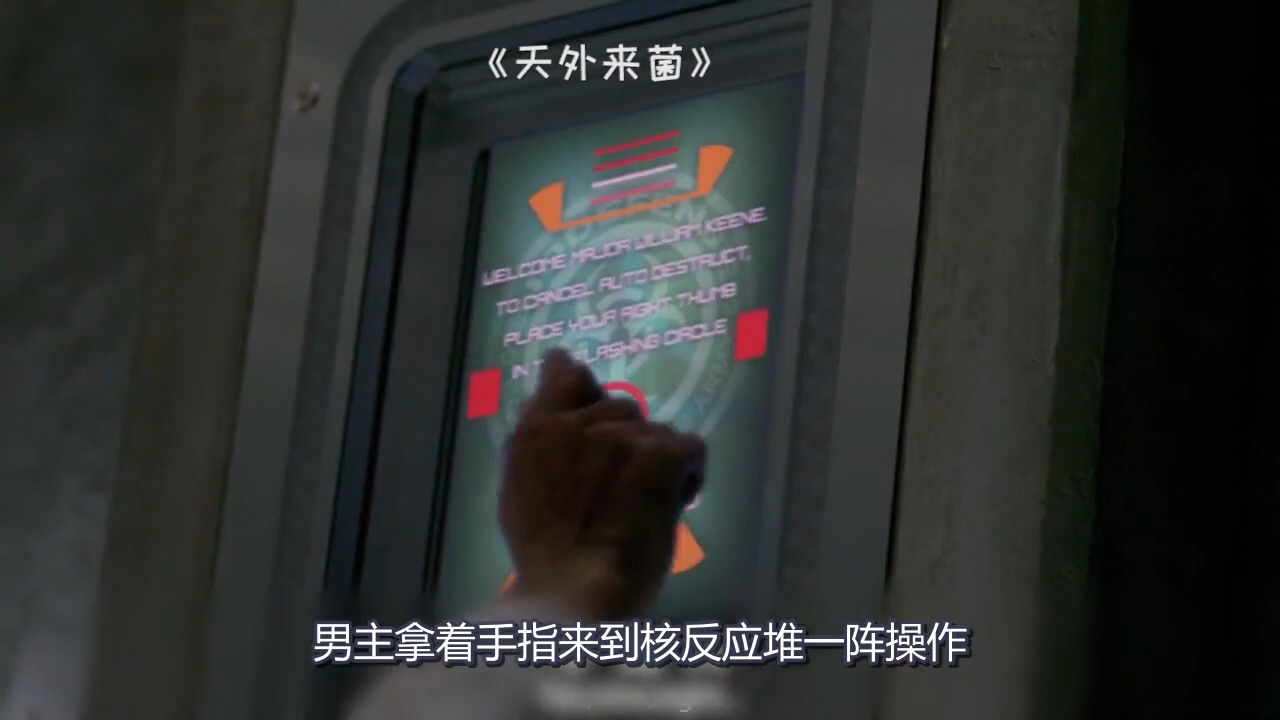 《天外来菌》
WELCOME MAJOR WILLIAM KEENE.
TO CANCEL AUTO DESTRUCT,
PLACE YOUR RIGHT THUMB
IN FLASHING CIRCLE
男主拿着手指来到核反应堆一阵操作